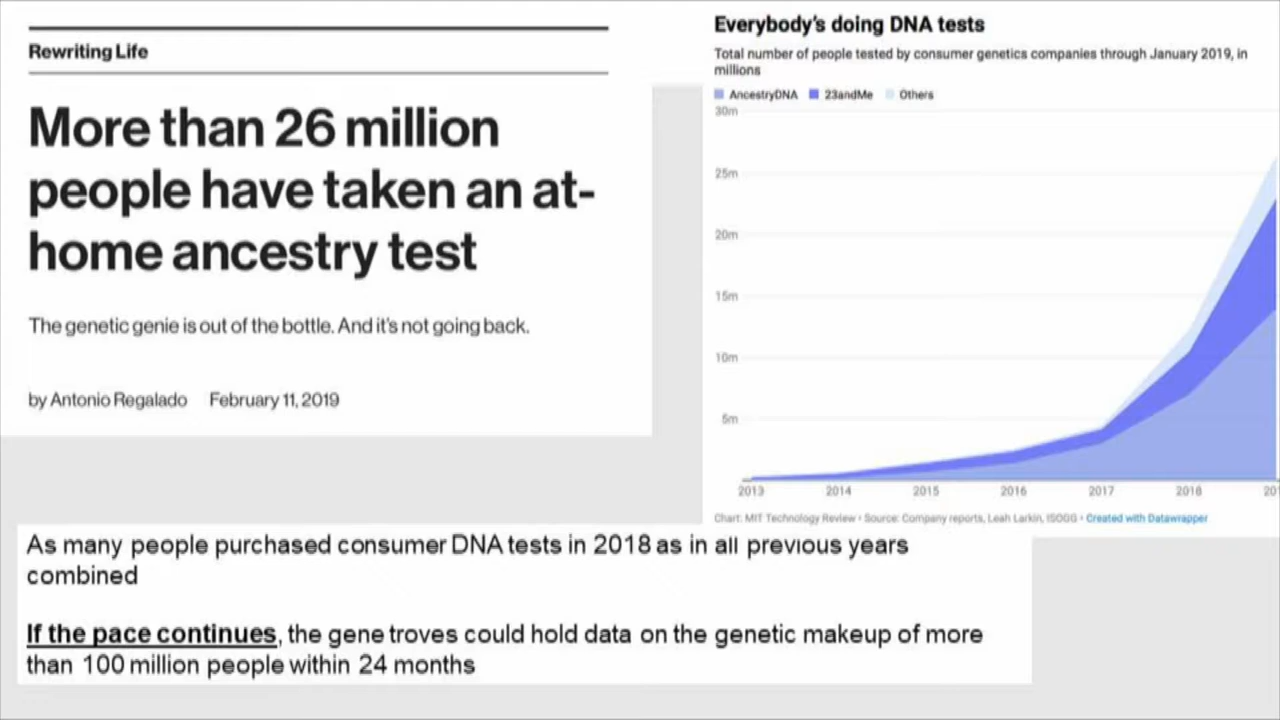 Rewriting Life
More than 26 million
people have taken an at-
home ancestry test
The genetic genie is out of the bottle. And it's not going back.
by Antonio Regalado February 11, 2019
Everybody's doing DNA tests
Total number of people tested by consumer genetics companies through January 2019, in
millions
AncestryDNA 23andMe Others
30m
25m
20m
15m
10m
5m
2013 2014 2015 2016 2017 2018 201
Chart: MIT Technology Review • Source: Company reports, Leah Larkin, ISOGG • Created with Datawrapper
As many people purchased consumer DNA tests in 2018 as in all previous years
combined
If the pace continues, the gene troves could hold data on the genetic makeup of more
than 100 million people within 24 months